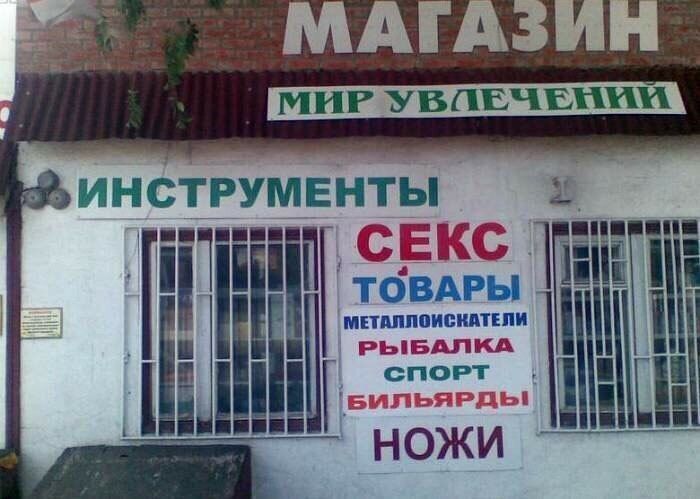 МАГАЗИН
МИР УВЛЕЧЕНИЙ
ИНСТРУМЕНТЫ
СЕКС
ТОВАРЫ
МЕТАЛЛОИСКАТЕЛИ
РЫБАЛКА
СПОРТ
БИЛЬЯРДЫ
НОЖИ